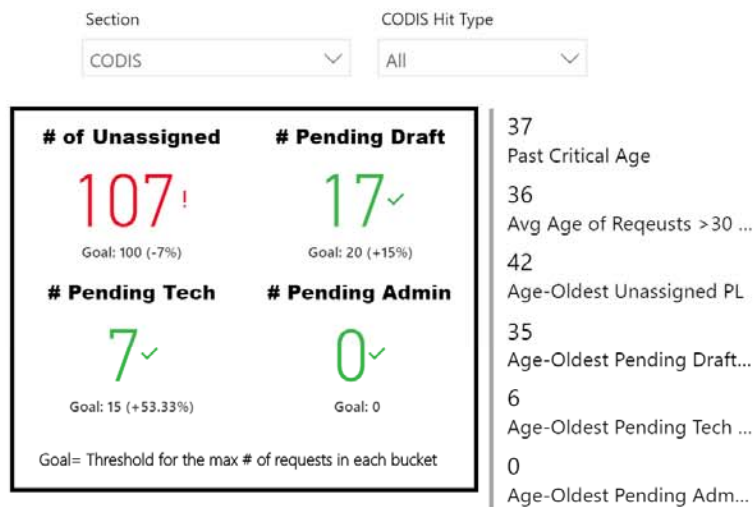 Section
CODIS Hit Type
CODIS
All
# of Unassigned
# Pending Draft
107!
17
Goal: 100 (-7%)
Goal: 20 (+15%)
# Pending Tech
# Pending Admin
7
0
Goal: 15 (+53.33%)
Goal: 0
Goal= Threshold for the max # of requests in each bucket
37
Past Critical Age
36
Avg Age of Reqeusts >30 ...
42
Age-Oldest Unassigned PL
35
Age-Oldest Pending Draft...
6
Age-Oldest Pending Tech ...
0
Age-Oldest Pending Adm...